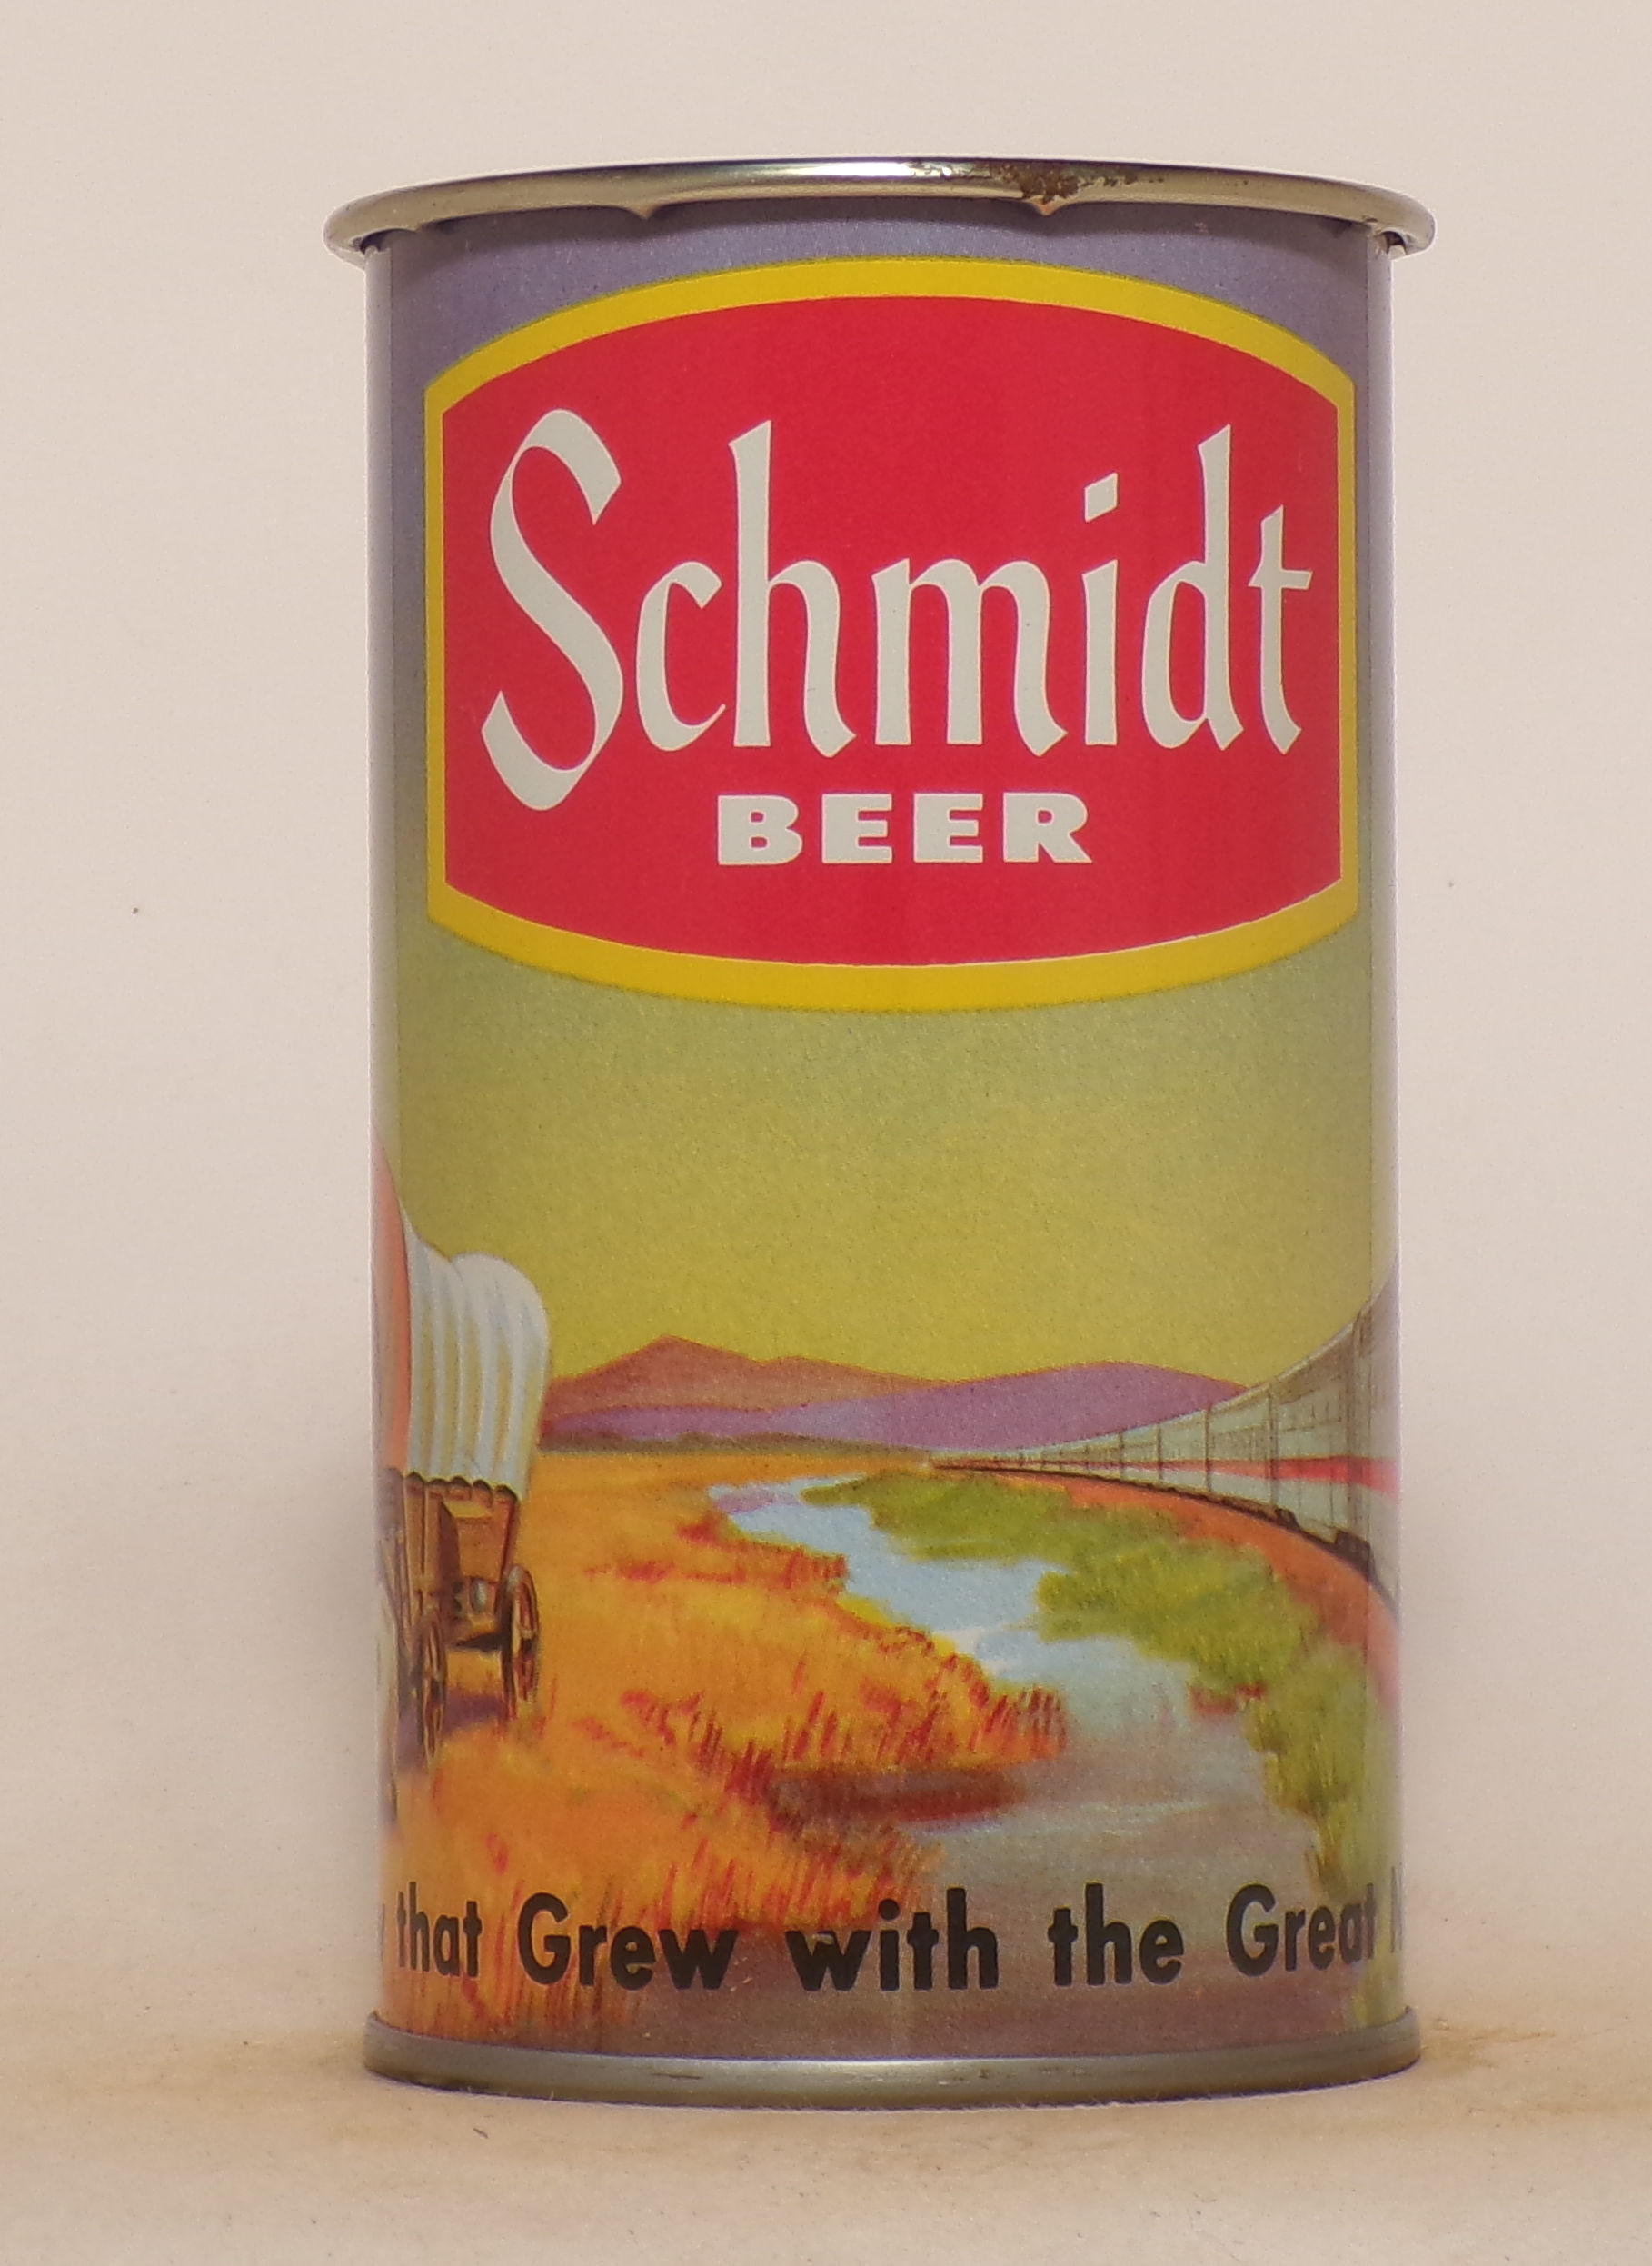 Schmidt
BEER
that Grew with the Great